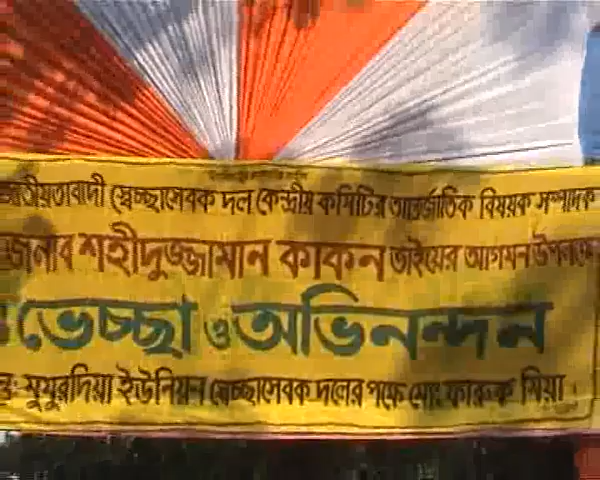 জাতীয়তাবাদী স্বেচ্ছাসেবক দল কেন্দ্রীয় কমিটির আন্তর্জাতিক বিষয়ক সম্পাদক
জনাব শহীদুজ্জামান কাকন ভাইয়ের আগমন উপলক্ষে
শুভেচ্ছা ও অভিনন্দন
মুমুরদিয়া ইউনিয়ন স্বেচ্ছাসেবক দলের পক্ষে মোঃ ফারুক মিয়া